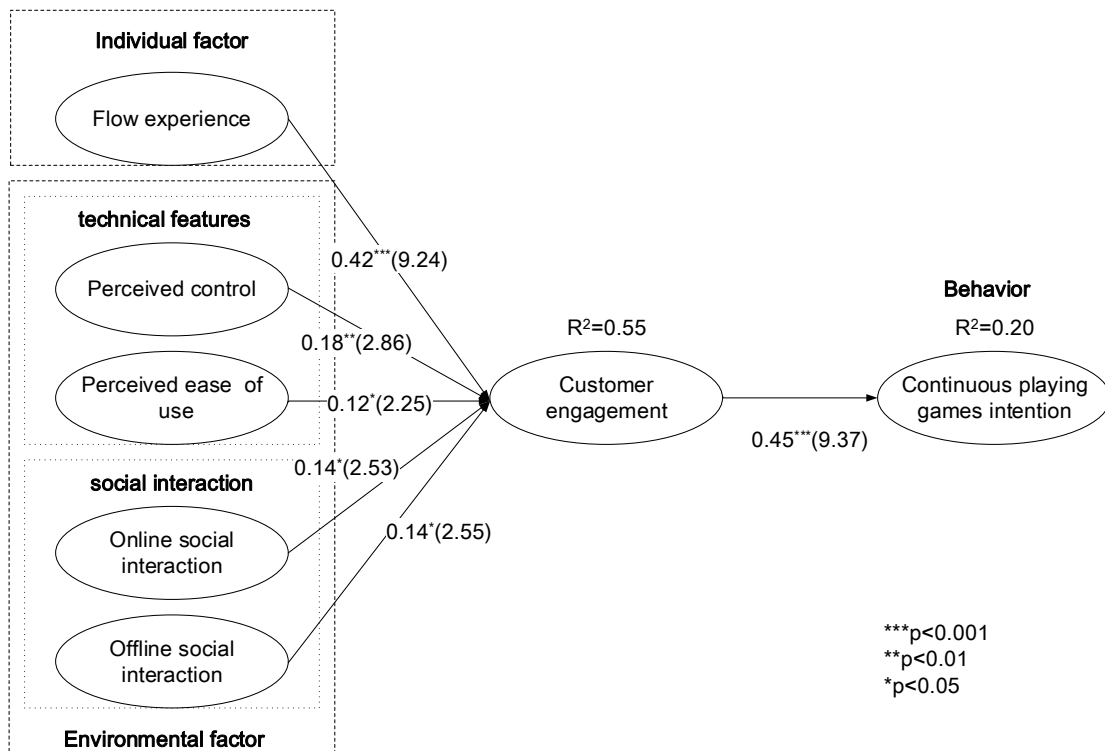 Individual factor
Flow experience
technical features
Perceived control
Perceived ease of
use
social interaction
Online social
interaction
Offline social
interaction
Environmental factor
0.42***(9.24)
0.18**(2.86)
0.12*(2.25)
0.14*(2.53)
0.14*(2.55)
R²=0.55
Customer
engagement
0.45***(9.37)
Behavior
R²=0.20
Continuous playing
games intention
***p<0.001
**p<0.01
*p<0.05